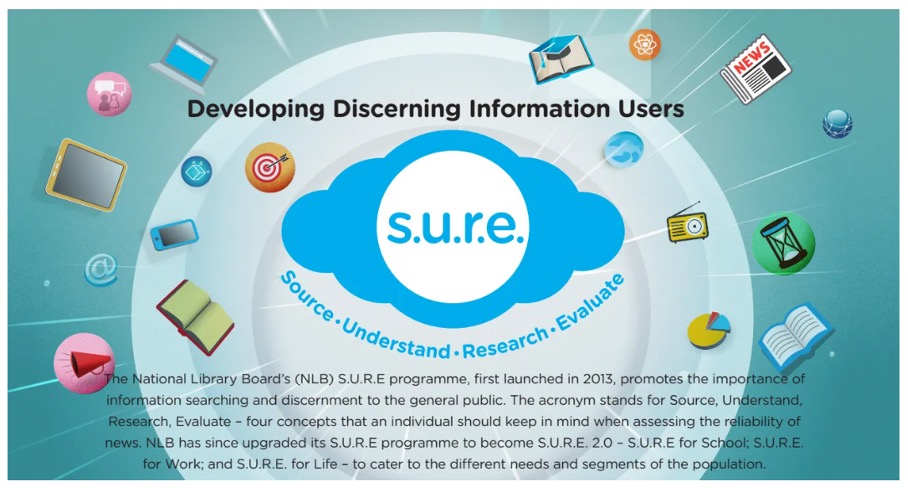 NEWS
Developing Discerning Information Users
s.u.r.e.
@
Source · Understand · Research · Evaluate
The National Library Board's (NLB) S.U.R.E programme, first launched in 2013, promotes the importance of
information searching and discernment to the general public. The acronym stands for Source, Understand,
Research, Evaluate – four concepts that an individual should keep in mind when assessing the reliability of
news. NLB has since upgraded its S.U.R.E programme to become S.U.R.E. 2.0 – S.U.R.E for School; S.U.R.E.
for Work; and S.U.R.E. for Life – to cater to the different needs and segments of the population.